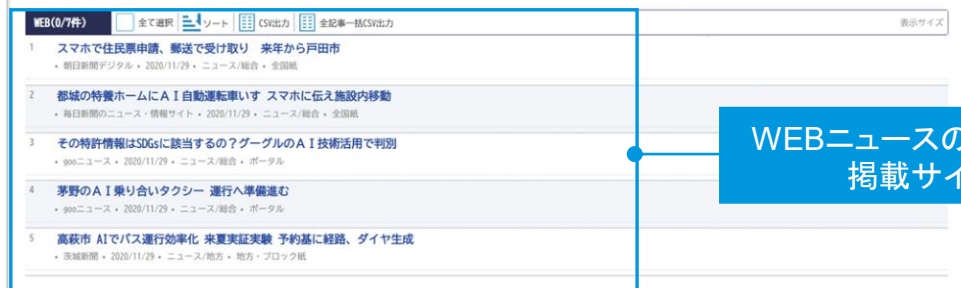 WEB(0/7件) 全て選択 ソート CSV出力 全記事一括CSV出力 表示サイズ
1 スマホで住民票申請、郵送で受け取り 来年から戸田市
• 朝日新聞デジタル • 2020/11/29 • ニュース/総合 • 全国紙
2 都城の特養ホームにＡＩ自動運転車いす スマホに伝え施設内移動
• 毎日新聞のニュース・情報サイト • 2020/11/29 • ニュース/総合 • 全国紙
3 その特許情報はSDGsに該当するの？グーグルのＡＩ技術活用で判別
• gooニュース • 2020/11/29 • ニュース/総合 • ポータル
4 茅野のＡＩ乗り合いタクシー 運行へ準備進む
• gooニュース • 2020/11/29 • ニュース/総合 • ポータル
5 高萩市 AIでバス運行効率化 来夏実証実験 予約基に経路、ダイヤ生成
• 茨城新聞 • 2020/11/29 • ニュース/地方 • 地方・ブロック紙
WEBニュースの
掲載サイ